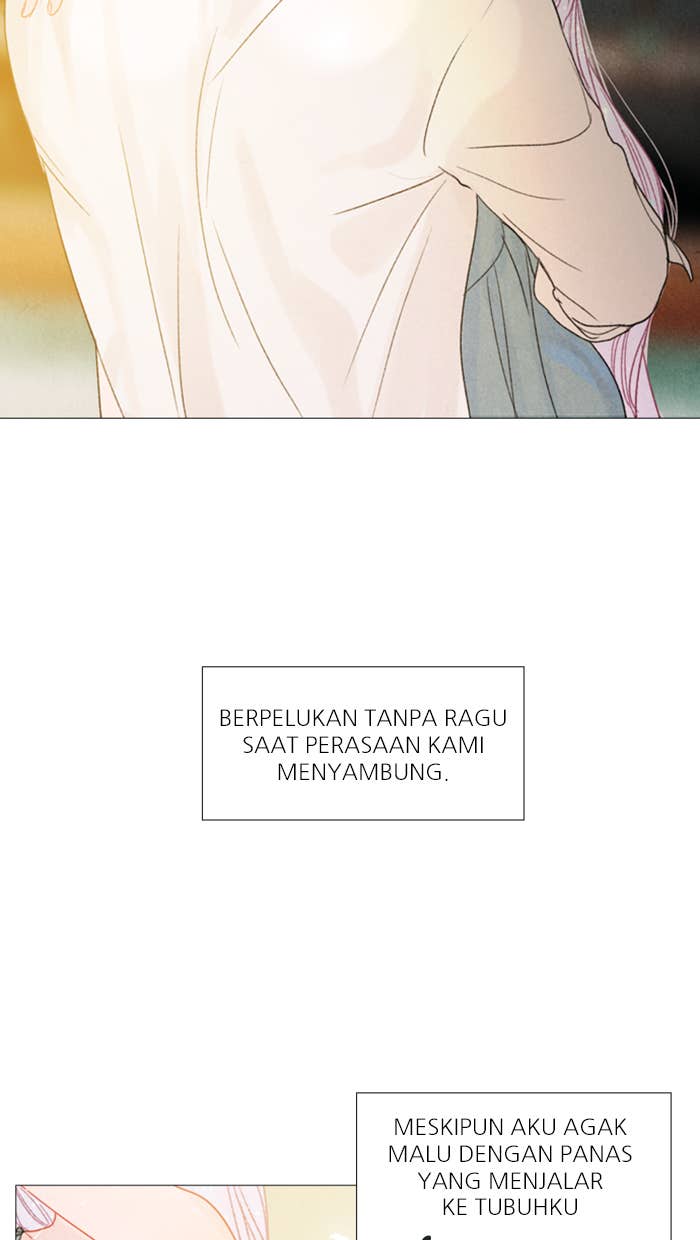 BERPELUKAN TANPA RAGU
SAAT PERASAAN KAMI
MENYAMBUNG.
MESKIPUN AKU AGAK
MALU DENGAN PANAS
YANG MENJALAR
KE TUBUHKU